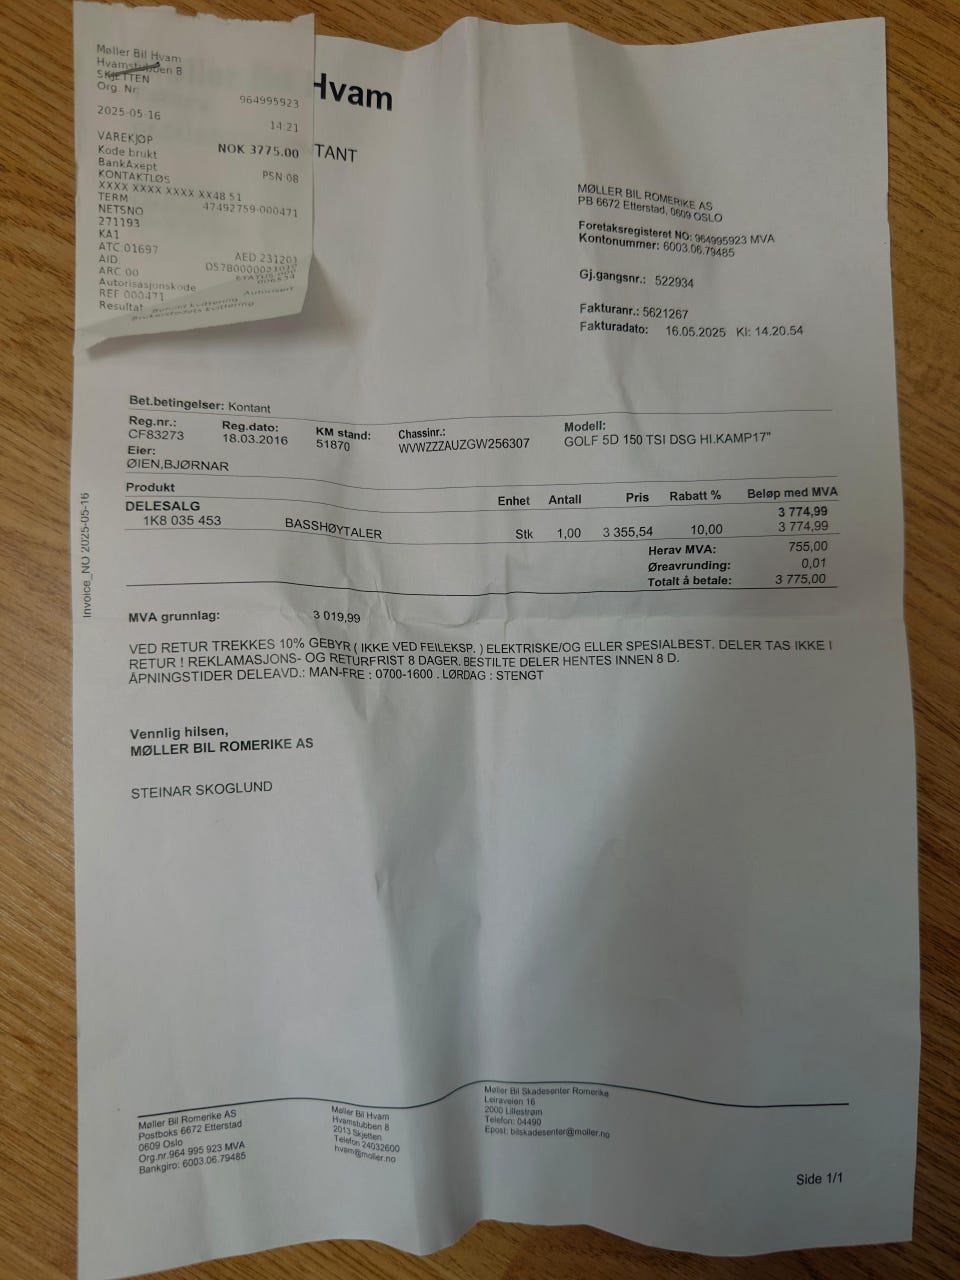 Møller Bil Hvam
Hvamstubben 8
SKJETTEN
Org. Nr: 964995923
2025-05-16 14:21
VAREKJØP NOK 3775.00
Kode brukt
BankAxept PSN 08
KONTAKTLØS
XXXX XXXX XXXX XX48 51
TERM 47492759-000471
NETSNO
271193
KA1
ATC:01697 AED:231201
AID:
ARC:00
Autorisasjonskode
REF 000471 Autorisert
Resultat
Behold kvittering
Brukerstedets kvittering
Hvam
TANT
MØLLER BIL ROMERIKE AS
PB 6672 Etterstad, 0609 OSLO
Foretaksregisteret NO: 964995923 MVA
Kontonummer: 6003.06.79485
Gj.gangsnr.: 522934
Fakturanr.: 5621267
Fakturadato: 16.05.2025 Kl: 14.20.54
Bet.betingelser: Kontant
Reg.nr.: Reg.dato: KM stand: Chassinr.: Modell:
CF83273 18.03.2016 51870 WVWZZZAUZGW256307 GOLF 5D 150 TSI DSG HI.KAMP17"
Eier:
ØIEN,BJØRNAR
Produkt Enhet Antall Pris Rabatt % Beløp med MVA
DELESALG 3 774,99
1K8 035 453 BASSHØYTALER Stk 1,00 3 355,54 10,00 3 774,99
Herav MVA: 755,00
Øreavrunding: 0,01
Totalt å betale: 3 775,00
MVA grunnlag: 3 019,99
VED RETUR TREKKES 10% GEBYR ( IKKE VED FEILEKSP. ) ELEKTRISKE/OG ELLER SPESIALBEST. DELER TAS IKKE I
RETUR ! REKLAMASJONS- OG RETURFRIST 8 DAGER, BESTILTE DELER HENTES INNEN 8 D.
ÅPNINGSTIDER DELEAVD.: MAN-FRE : 0700-1600 . LØRDAG : STENGT
Vennlig hilsen,
MØLLER BIL ROMERIKE AS
STEINAR SKOGLUND
Invoice_NO 2025-05-16
Møller Bil Romerike AS
Postboks 6672 Etterstad
0609 Oslo
Org.nr.964 995 923 MVA
Bankgiro: 6003.06.79485
Møller Bil Hvam
Hvamstubben 8
2013 Skjetten
Telefon 24032600
hvam@moller.no
Møller Bil Skadesenter Romerike
Leiraveien 16
2000 Lillestrøm
Telefon: 04490
Epost: bilskadesenter@moller.no
Side 1/1